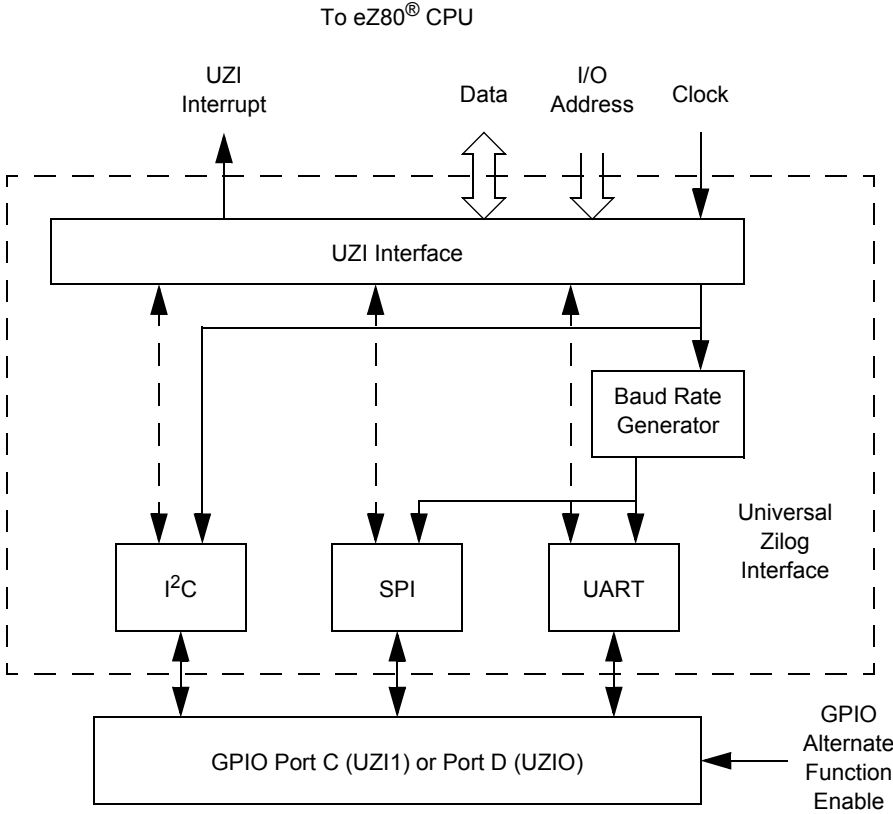 To eZ80® CPU
UZI
Interrupt
Data
I/O
Address
Clock
UZI Interface
Baud Rate
Generator
Universal
Zilog
Interface
I²C
SPI
UART
GPIO Port C (UZI1) or Port D (UZIO)
GPIO
Alternate
Function
Enable